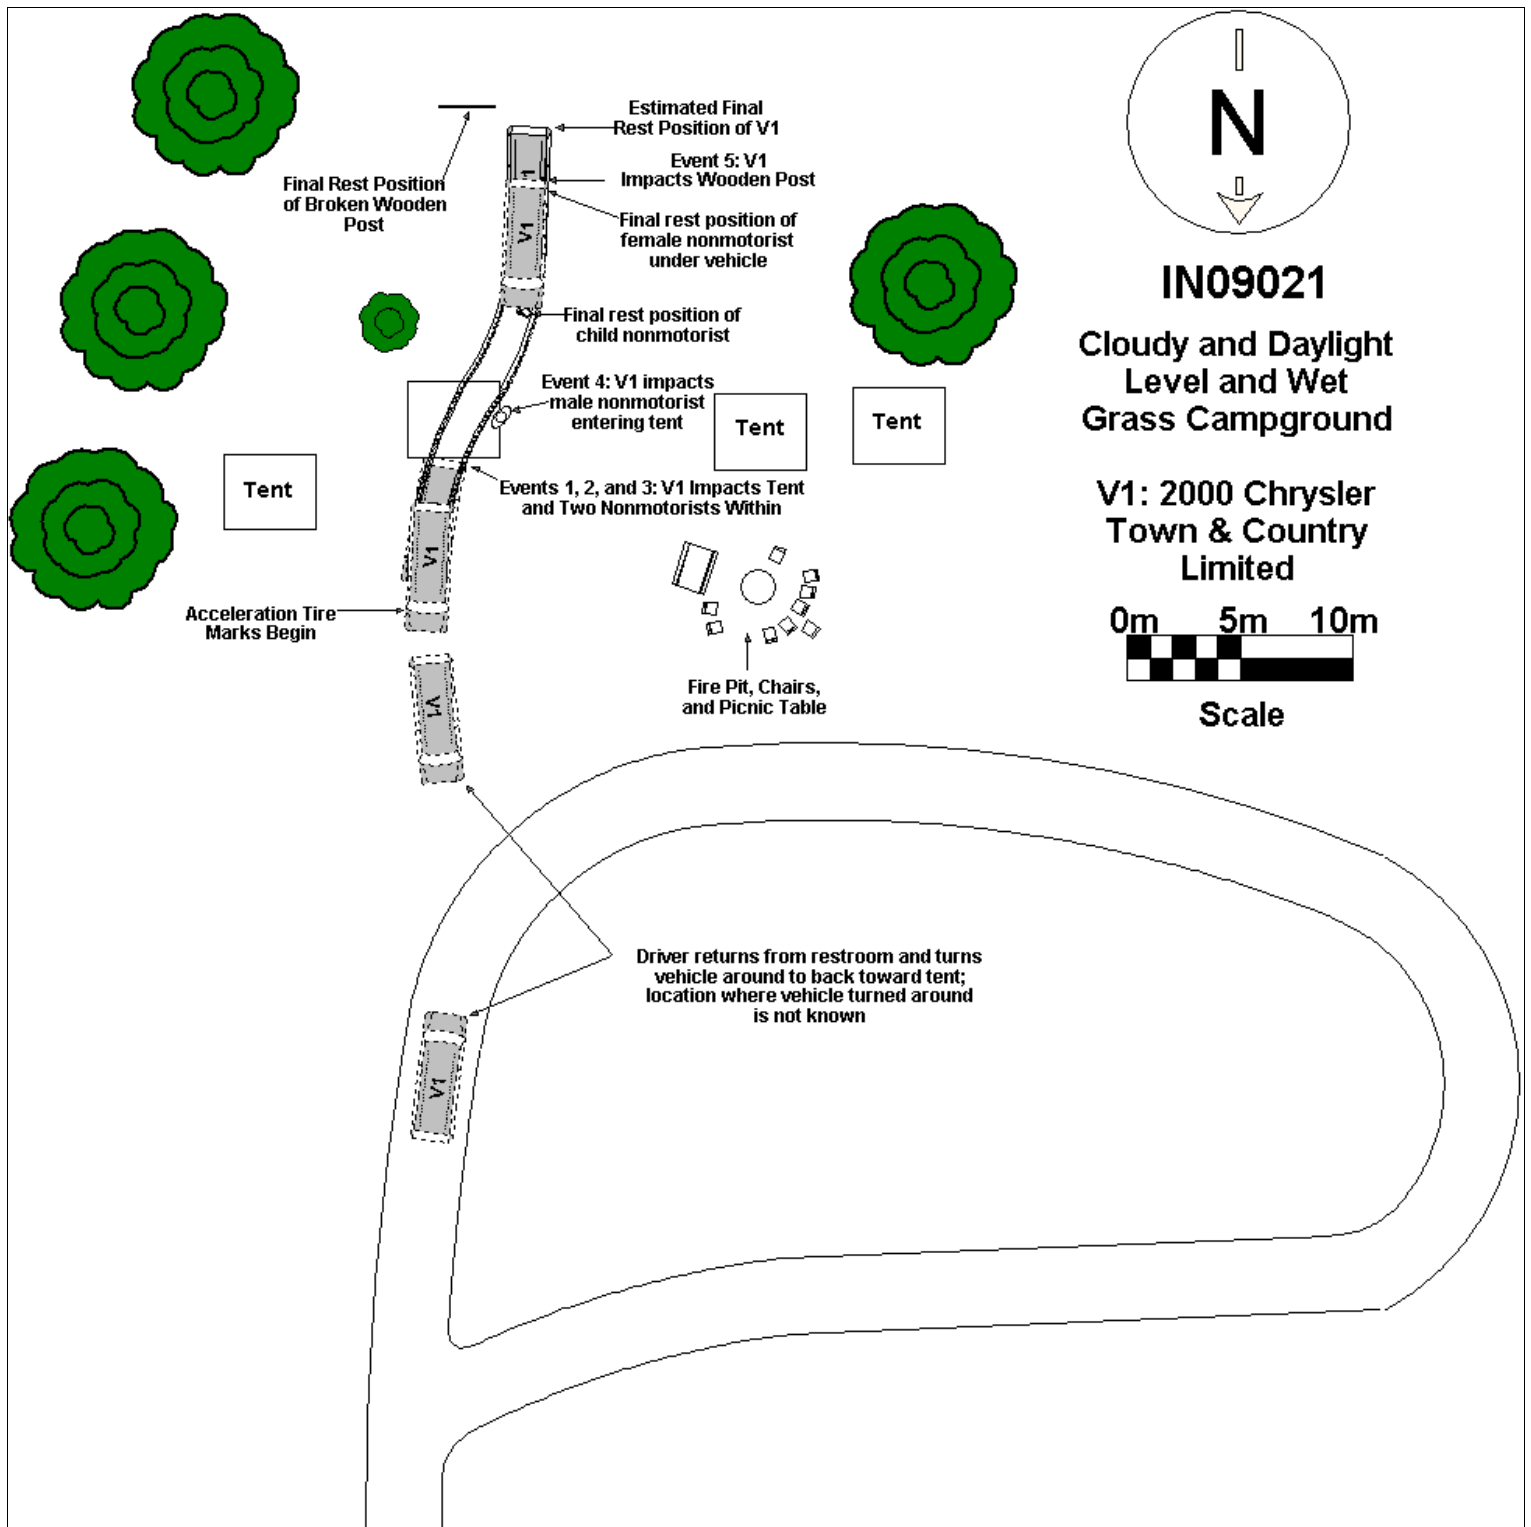 Estimated Final
Rest Position of V1
Event 5: V1
Impacts Wooden Post
Final rest position of
female nonmotorist
under vehicle
Final Rest Position
of Broken Wooden
Post
1
V1
Final rest position of
child nonmotorist
Event 4: V1 impacts
male nonmotorist
entering tent
Tent
Tent
Tent
Events 1, 2, and 3: V1 Impacts Tent
and Two Nonmotorists Within
V1
Acceleration Tire
Marks Begin
V1
Fire Pit, Chairs,
and Picnic Table
Driver returns from restroom and turns
vehicle around to back toward tent;
location where vehicle turned around
is not known
V1
N
IN09021
Cloudy and Daylight
Level and Wet
Grass Campground
V1: 2000 Chrysler
Town & Country
Limited
0m 5m 10m
Scale